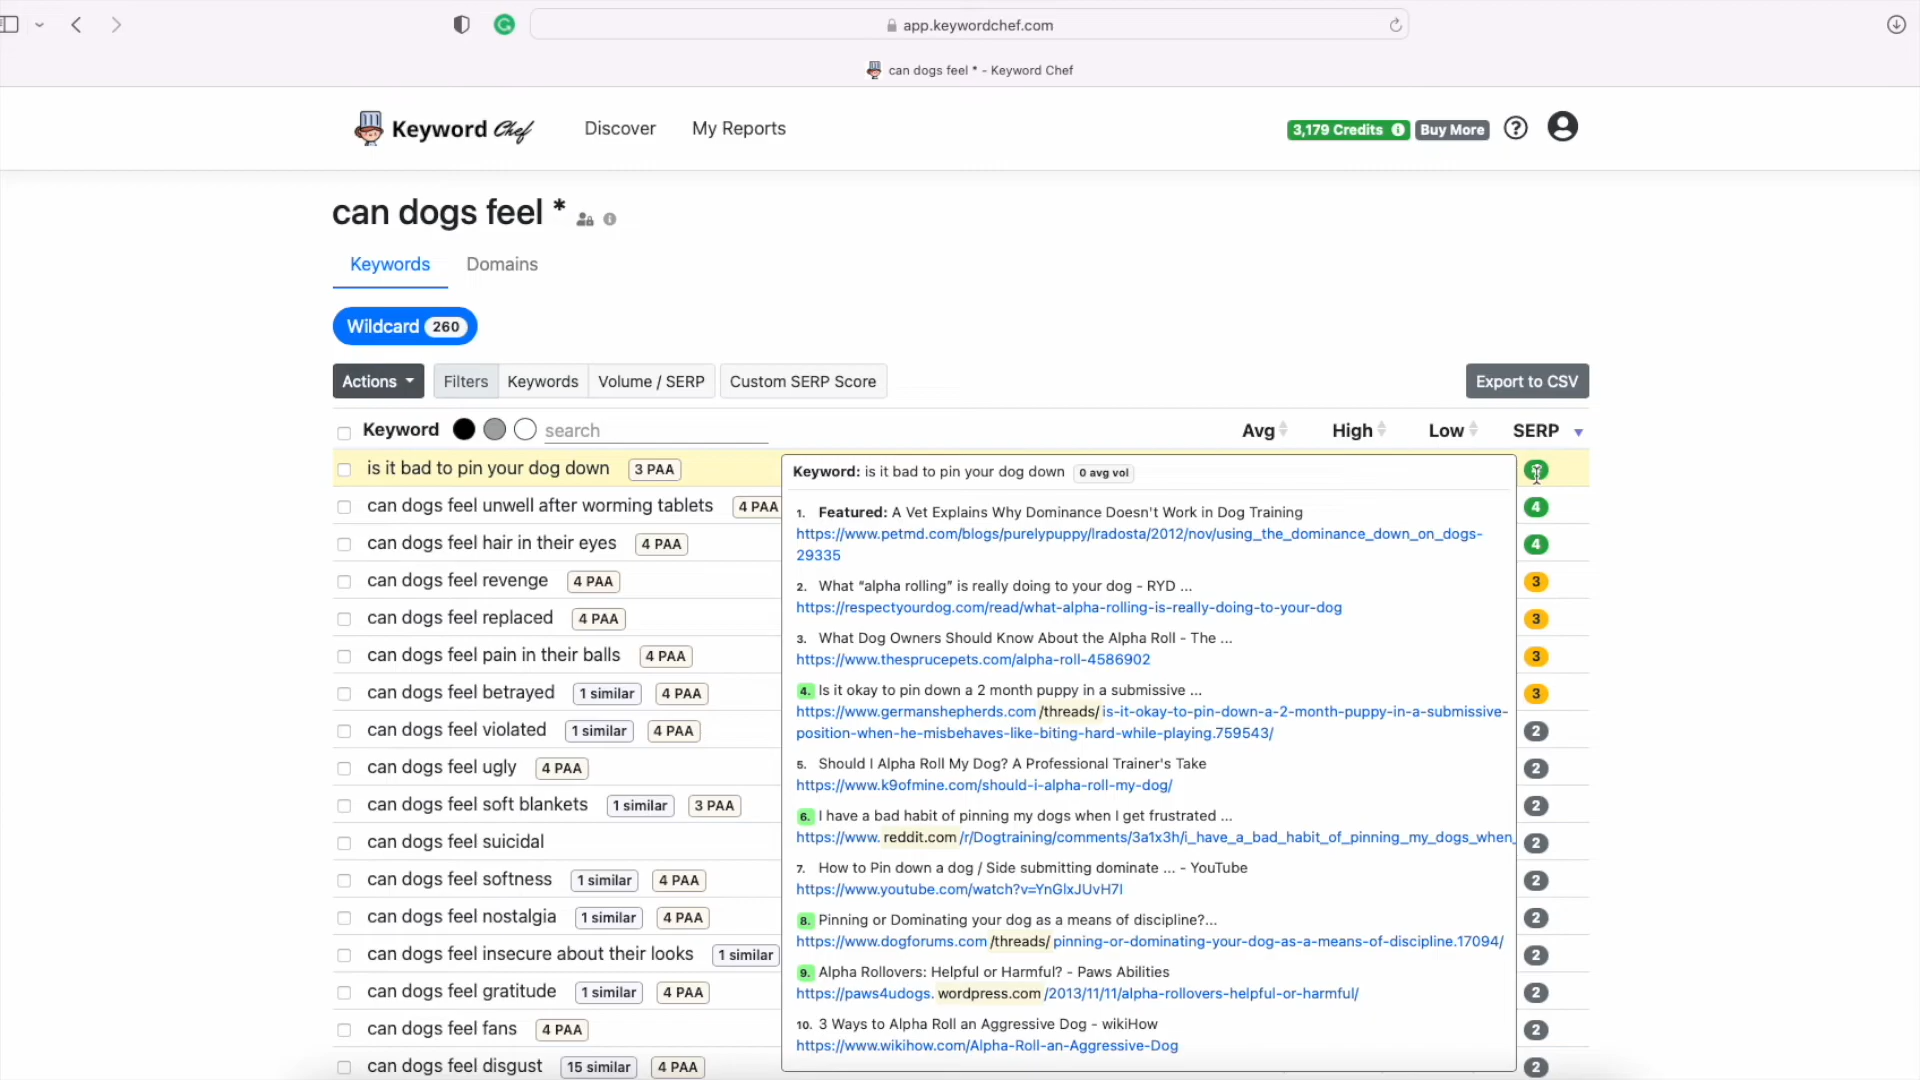 app.keywordchef.com
can dogs feel * - Keyword Chef
Keyword Chef
Discover
My Reports
3,179 Credits
Buy More
can dogs feel *
Keywords
Domains
Wildcard 260
Actions
Filters
Keywords
Volume / SERP
Custom SERP Score
Export to CSV
Keyword
search
Avg
High
Low
SERP
is it bad to pin your dog down 3 PAA
can dogs feel unwell after worming tablets 4 PAA
4
can dogs feel hair in their eyes 4 PAA
4
can dogs feel revenge 4 PAA
3
can dogs feel replaced 4 PAA
3
can dogs feel pain in their balls 4 PAA
3
can dogs feel betrayed 1 similar 4 PAA
3
can dogs feel violated 1 similar 4 PAA
2
can dogs feel ugly 4 PAA
2
can dogs feel soft blankets 1 similar 3 PAA
2
can dogs feel suicidal
2
can dogs feel softness 1 similar 4 PAA
2
can dogs feel nostalgia 1 similar 4 PAA
2
can dogs feel insecure about their looks 1 similar
2
can dogs feel gratitude 1 similar 4 PAA
2
can dogs feel fans 4 PAA
2
can dogs feel disgust 15 similar 4 PAA
2
Keyword: is it bad to pin your dog down 0 avg vol
1. Featured: A Vet Explains Why Dominance Doesn't Work in Dog Training
https://www.petmd.com/blogs/purelypuppy/lradosta/2012/nov/using_the_dominance_down_on_dogs-
29335
2. What “alpha rolling” is really doing to your dog - RYD ...
https://respectyourdog.com/read/what-alpha-rolling-is-really-doing-to-your-dog
3. What Dog Owners Should Know About the Alpha Roll - The ...
https://www.thesprucepets.com/alpha-roll-4586902
4. Is it okay to pin down a 2 month puppy in a submissive ...
https://www.germanshepherds.com/threads/is-it-okay-to-pin-down-a-2-month-puppy-in-a-submissive-
position-when-he-misbehaves-like-biting-hard-while-playing.759543/
5. Should I Alpha Roll My Dog? A Professional Trainer's Take
https://www.k9ofmine.com/should-i-alpha-roll-my-dog/
6. I have a bad habit of pinning my dogs when I get frustrated ...
https://www.reddit.com/r/Dogtraining/comments/3a1x3h/i_have_a_bad_habit_of_pinning_my_dogs_when_
7. How to Pin down a dog / Side submitting dominate ... - YouTube
https://www.youtube.com/watch?v=YnGlxJUvH7I
8. Pinning or Dominating your dog as a means of discipline?...
https://www.dogforums.com/threads/pinning-or-dominating-your-dog-as-a-means-of-discipline.17094/
9. Alpha Rollovers: Helpful or Harmful? - Paws Abilities
https://paws4udogs.wordpress.com/2013/11/11/alpha-rollovers-helpful-or-harmful/
10. 3 Ways to Alpha Roll an Aggressive Dog - wikiHow
https://www.wikihow.com/Alpha-Roll-an-Aggressive-Dog